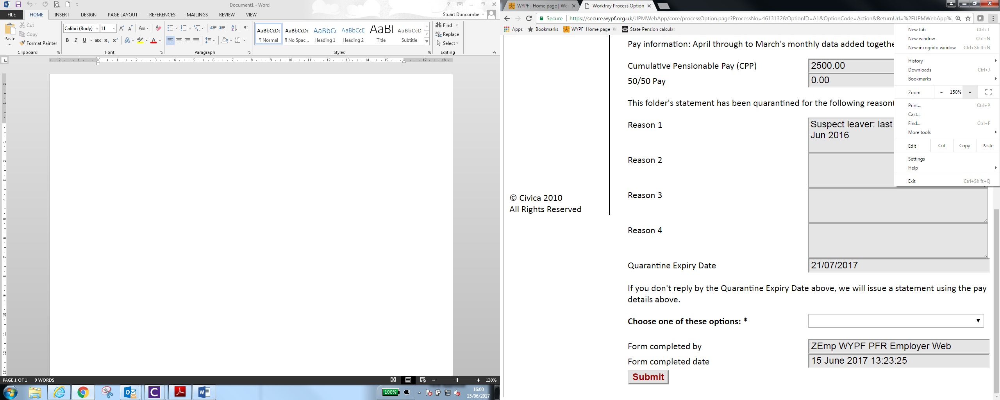 Document1 - Word
FILE HOME INSERT DESIGN PAGE LAYOUT REFERENCES MAILINGS REVIEW VIEW
Stuart Duncombe
Paste
Cut
Copy
Format Painter
Clipboard
Calibri (Body) 11
Font
Paragraph
AaBbCcDc AaBbCcDc AaBbCc AaBbCcD AaBl AaBbCcD
¶ Normal ¶ No Spac... Heading 1 Heading 2 Title Subtitle
Styles
Find
Replace
Select
Editing
PAGE 1 OF 1 0 WORDS
130%
100%
16:00
15/06/2017
WYPF | Home page | We
Worktray Process Option
Secure https://secure.wypf.org.uk/UPMWebApp/core/processOption.page?ProcessNo=4613132&OptionID=A1&OptionCode=Action&ReturnUrl=%2FUPMWebApp%
Apps Bookmarks WYPF Home page State Pension calculat
Pay information: April through to March's monthly data added togethe
Cumulative Pensionable Pay (CPP) 2500.00
50/50 Pay 0.00
This folder's statement has been quarantined for the following reason(
Reason 1 Suspect leaver: last
Jun 2016
Reason 2
Reason 3
Reason 4
© Civica 2010
All Rights Reserved
Quarantine Expiry Date 21/07/2017
If you don't reply by the Quarantine Expiry Date above, we will issue a statement using the pay
details above.
Choose one of these options: *
Form completed by ZEmp WYPF PFR Employer Web
Form completed date 15 June 2017 13:23:25
Submit
New tab Ctrl+T
New window Ctrl+N
New incognito window Ctrl+Shift+N
History
Downloads Ctrl+J
Bookmarks
Zoom − 150% +
Print... Ctrl+P
Cast...
Find... Ctrl+F
More tools
Edit Cut Copy Paste
Settings
Help
Exit Ctrl+Shift+Q